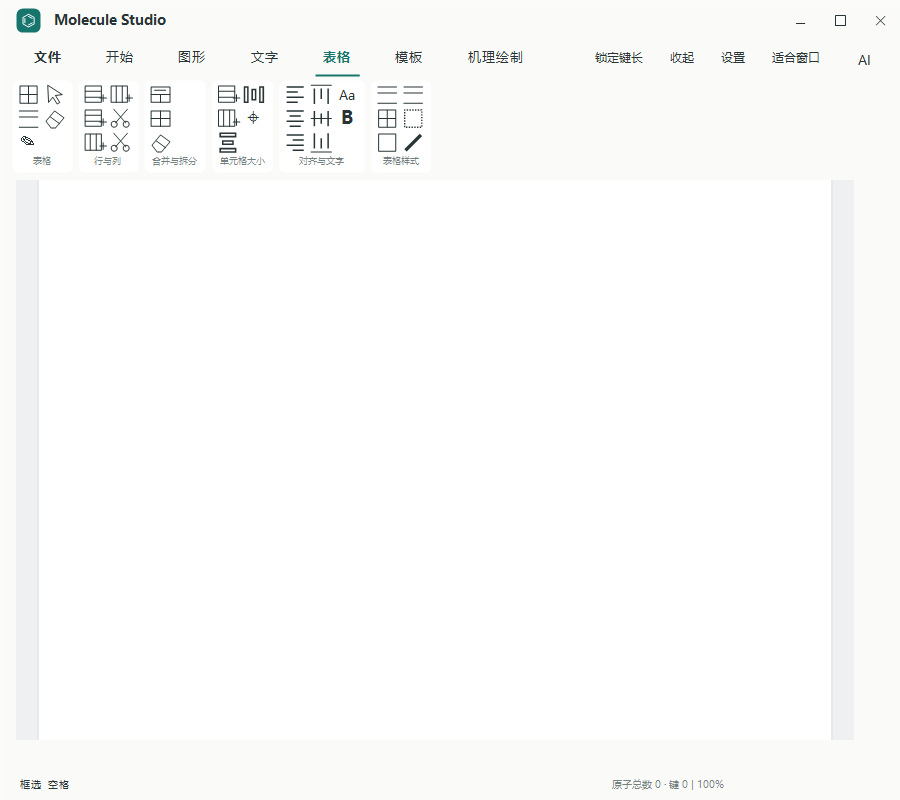 Molecule Studio
文件 开始 图形 文字 表格 模板 机理绘制 锁定键长 收起 设置 适合窗口 AI
Aa
B
表格 行与列 合并与拆分 单元格大小 对齐与文字 表格样式
框选 空格 原子总数 0 · 键 0 | 100%